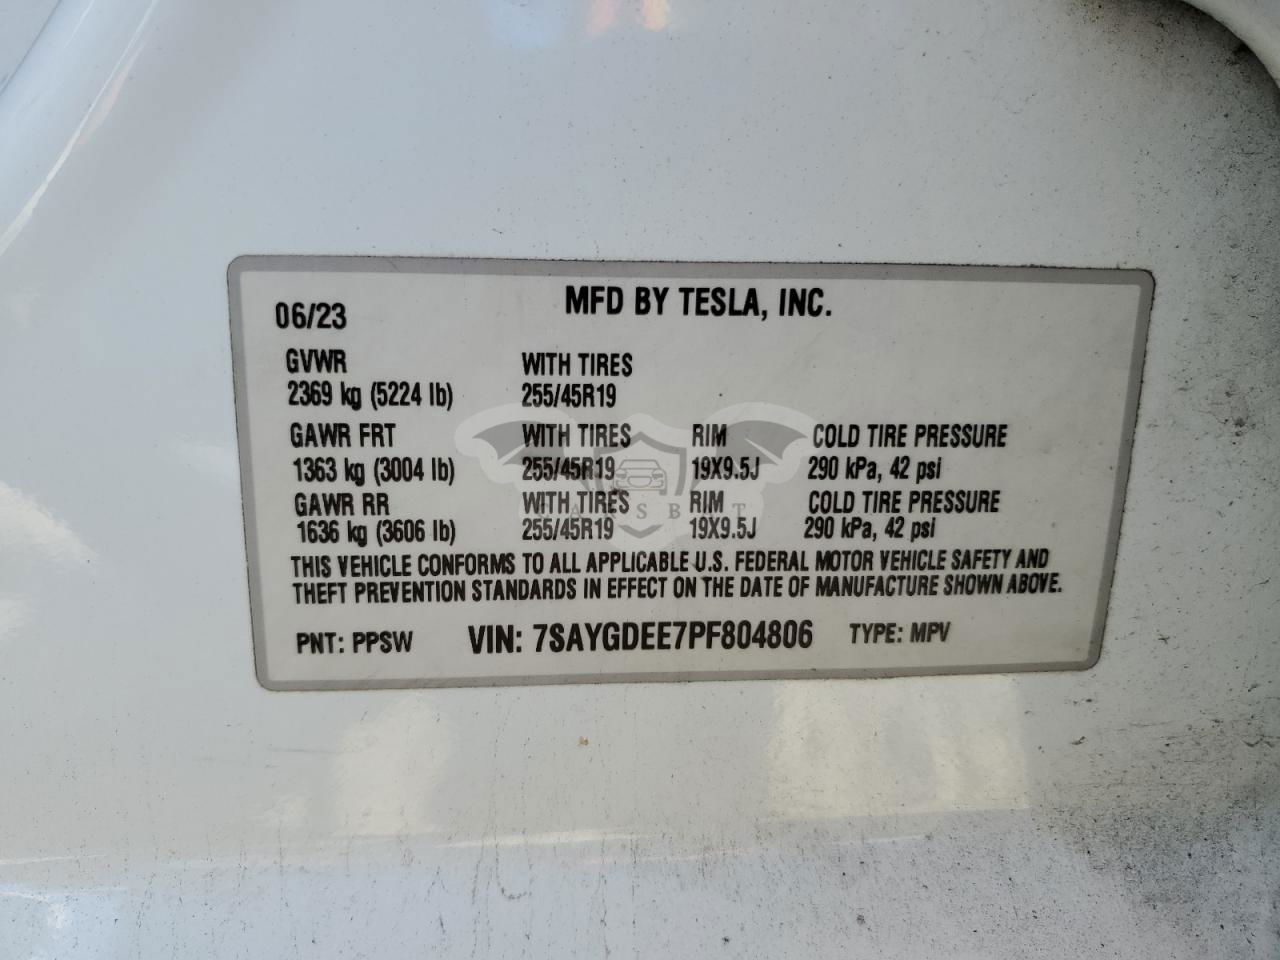 06/23 MFD BY TESLA, INC.
GVWR WITH TIRES
2369 kg (5224 lb) 255/45R19
GAWR FRT WITH TIRES RIM COLD TIRE PRESSURE
1363 kg (3004 lb) 255/45R19 19X9.5J 290 kPa, 42 psi
GAWR RR WITH TIRES RIM COLD TIRE PRESSURE
1636 kg (3606 lb) 255/45R19 19X9.5J 290 kPa, 42 psi
THIS VEHICLE CONFORMS TO ALL APPLICABLE U.S. FEDERAL MOTOR VEHICLE SAFETY AND
THEFT PREVENTION STANDARDS IN EFFECT ON THE DATE OF MANUFACTURE SHOWN ABOVE.
PNT: PPSW VIN: 7SAYGDEE7PF804806 TYPE: MPV